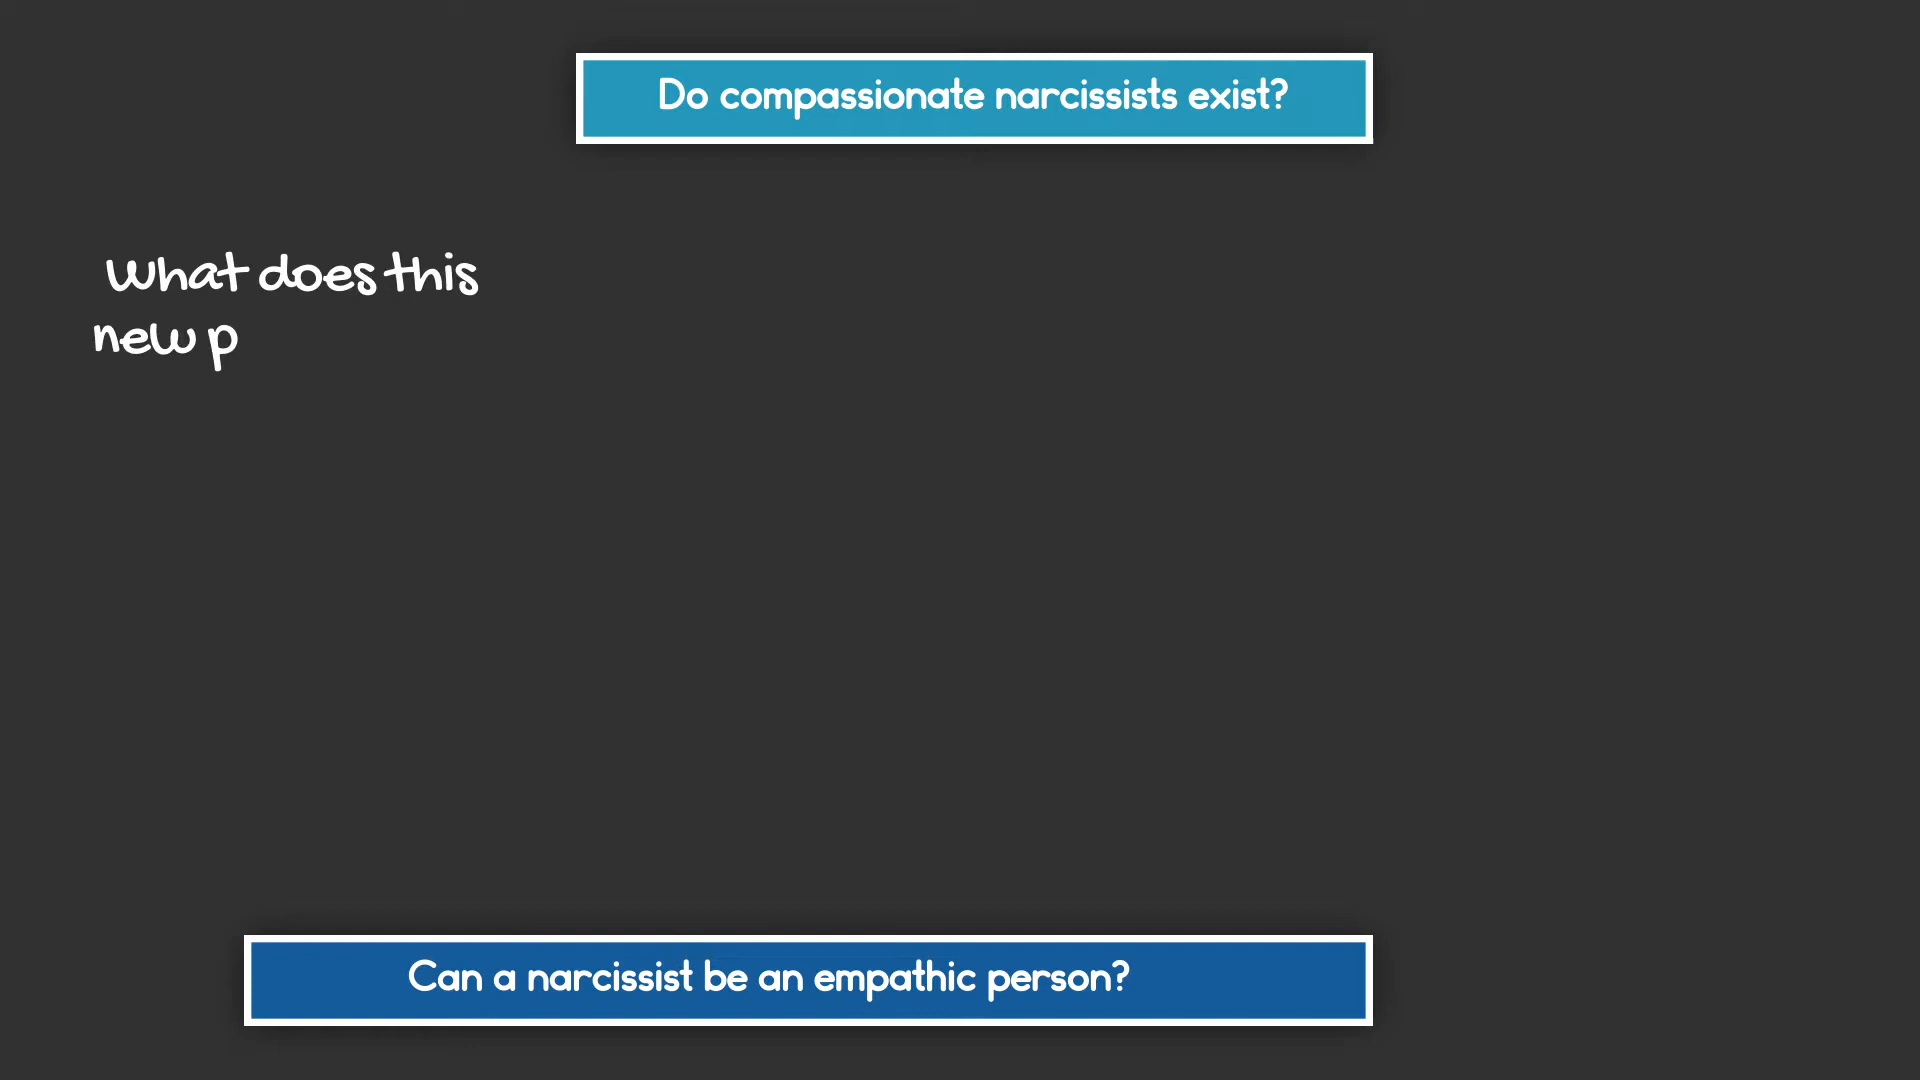 Do compassionate narcissists exist?
What does this
new p
Can a narcissist be an empathic person?